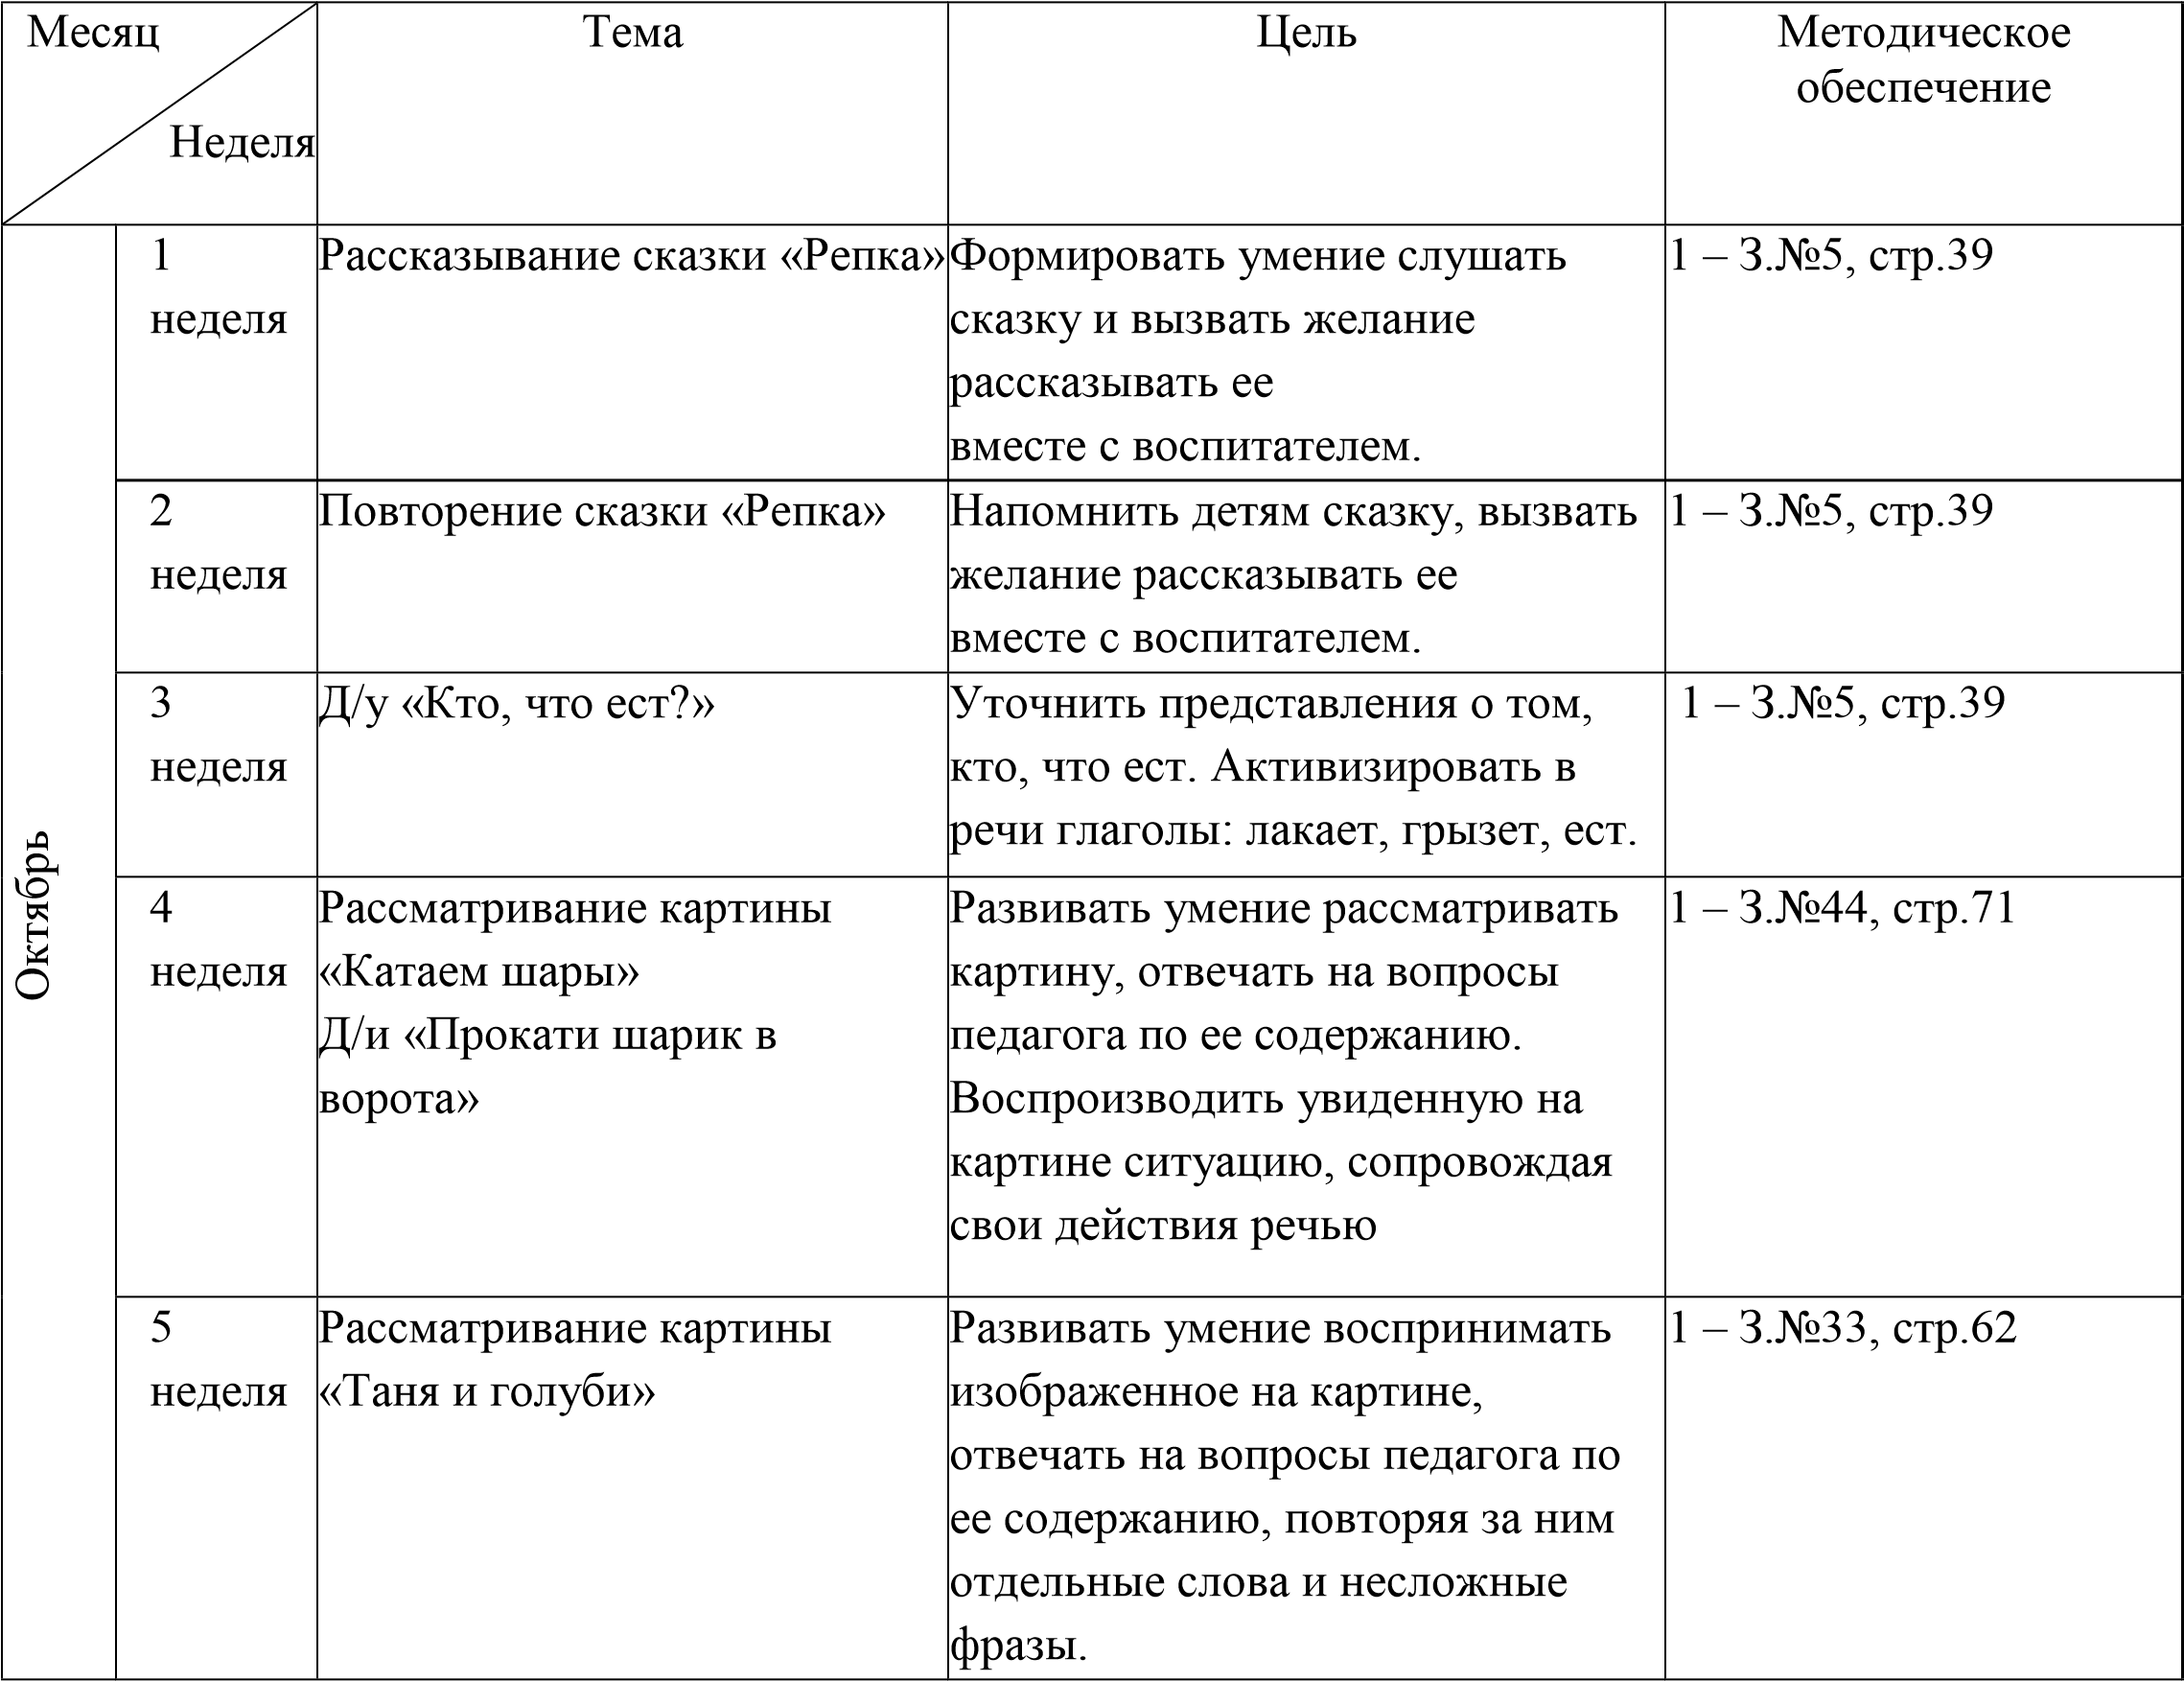 Месяц
Неделя
Тема
Цель
Методическое
обеспечение
Октябрь
1
неделя
Рассказывание сказки «Репка»
Формировать умение слушать
сказку и вызвать желание
рассказывать ее
вместе с воспитателем.
1 – З.№5, стр.39
2
неделя
Повторение сказки «Репка»
Напомнить детям сказку, вызвать
желание рассказывать ее
вместе с воспитателем.
1 – З.№5, стр.39
3
неделя
Д/у «Кто, что ест?»
Уточнить представления о том,
кто, что ест. Активизировать в
речи глаголы: лакает, грызет, ест.
1 – З.№5, стр.39
4
неделя
Рассматривание картины
«Катаем шары»
Д/и «Прокати шарик в
ворота»
Развивать умение рассматривать
картину, отвечать на вопросы
педагога по ее содержанию.
Воспроизводить увиденную на
картине ситуацию, сопровождая
свои действия речью
1 – З.№44, стр.71
5
неделя
Рассматривание картины
«Таня и голуби»
Развивать умение воспринимать
изображенное на картине,
отвечать на вопросы педагога по
ее содержанию, повторяя за ним
отдельные слова и несложные
фразы.
1 – З.№33, стр.62